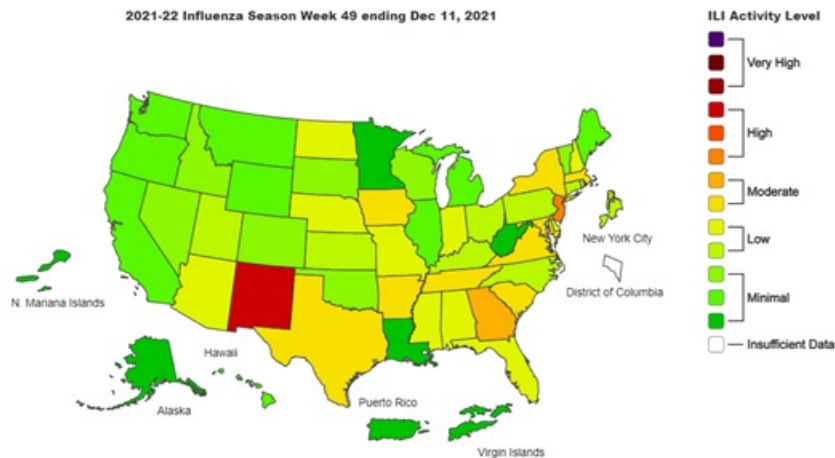 2021-22 Influenza Season Week 49 ending Dec 11, 2021
ILI Activity Level
Very High
High
Moderate
Low
Minimal
Insufficient Data
New York City
District of Columbia
N. Mariana Islands
Hawaii
Alaska
Puerto Rico
Virgin Islands